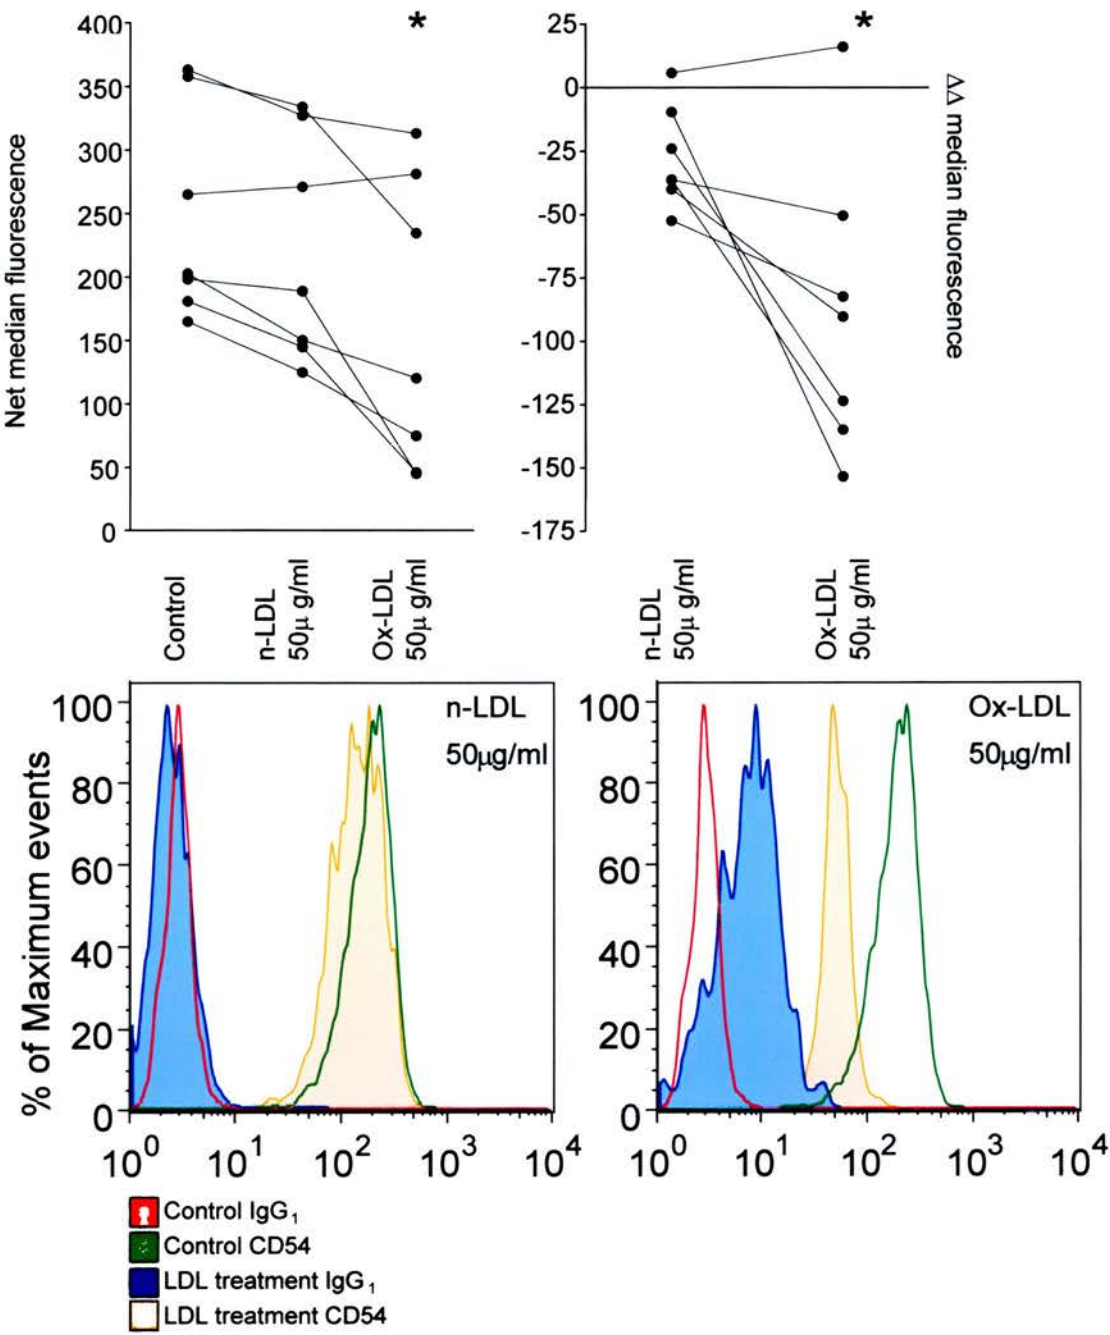 400
350
300
250
200
150
100
50
0
Net median fluorescence
*
Control
n-LDL
50μ g/ml
Ox-LDL
50μ g/ml
25
0
-25
-50
-75
-100
-125
-150
-175
*
ΔΔ median fluorescence
n-LDL
50μ g/ml
Ox-LDL
50μ g/ml
% of Maximum events
100
80
60
40
20
0
n-LDL
50μg/ml
10⁰ 10¹ 10² 10³ 10⁴
100
80
60
40
20
0
Ox-LDL
50μg/ml
10⁰ 10¹ 10² 10³ 10⁴
Control IgG₁
Control CD54
LDL treatment IgG₁
LDL treatment CD54